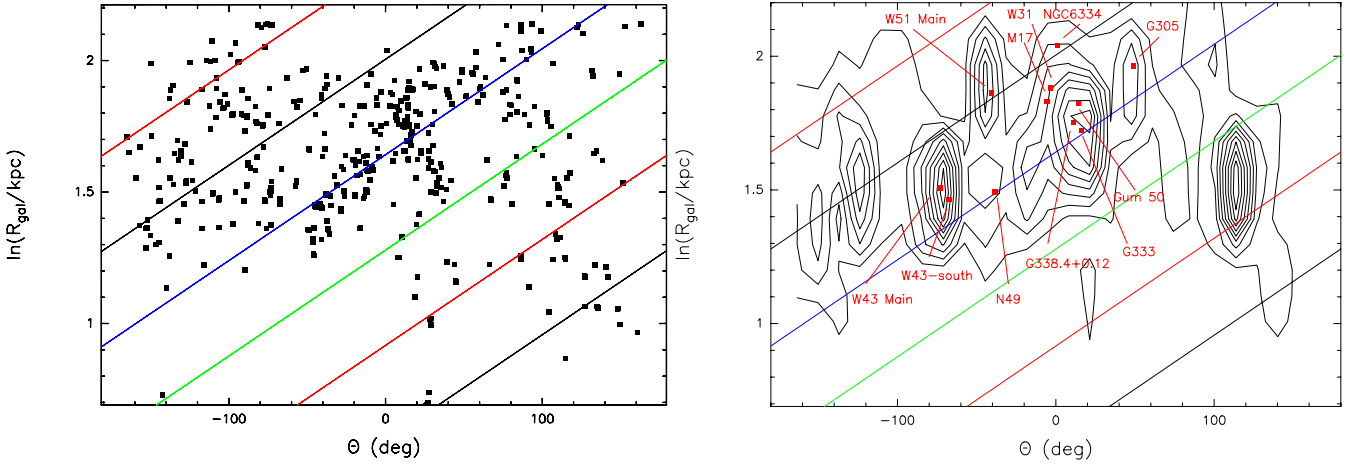 2
1.5
1
ln(R_gal/kpc)
−100
0
100
Θ (deg)
W51 Main
W31
NGC6334
M17
G305
2
1.5
1
ln(R_gal/kpc)
Gum 50
G333
G338.4+0.12
W43−south
W43 Main
N49
−100
0
100
Θ (deg)